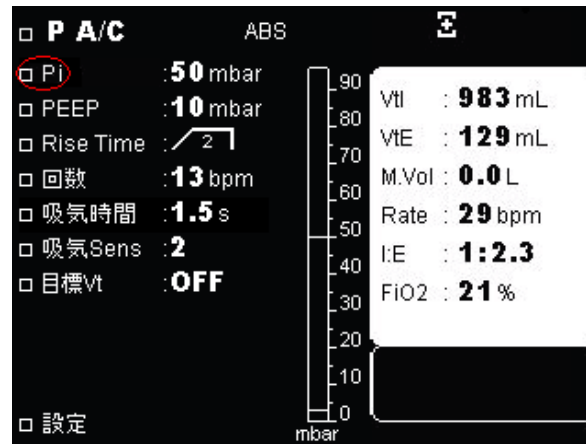 P A/C ABS
Pi :50 mbar
PEEP :10 mbar
Rise Time : 2
回数 :13 bpm
吸気時間 :1.5 s
吸気Sens :2
目標Vt :OFF
設定
90
80
70
60
50
40
30
20
10
0
mbar
VtI : 983 mL
VtE : 129 mL
M.Vol : 0.0 L
Rate : 29 bpm
I:E : 1:2.3
FiO2 : 21 %